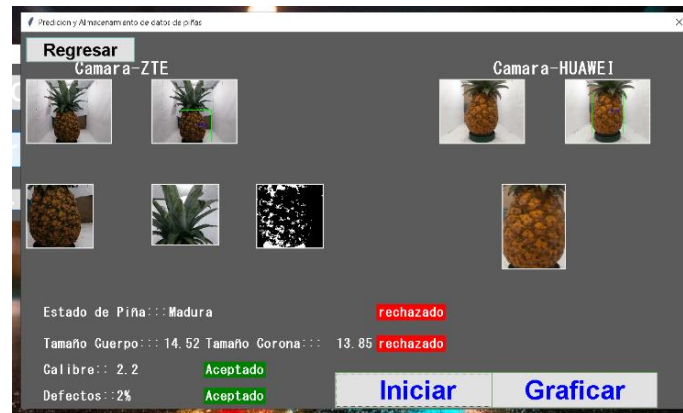 Predicion y Almacenamiento de datos de piñas
Regresar
Camara-ZTE Camara-HUAWEI
Estado de Piña:::Madura rechazado
Tamaño Cuerpo::: 14.52 Tamaño Corona::: 13.85 rechazado
Calibre:: 2.2 Aceptado
Defectos::2% Aceptado
Iniciar Graficar